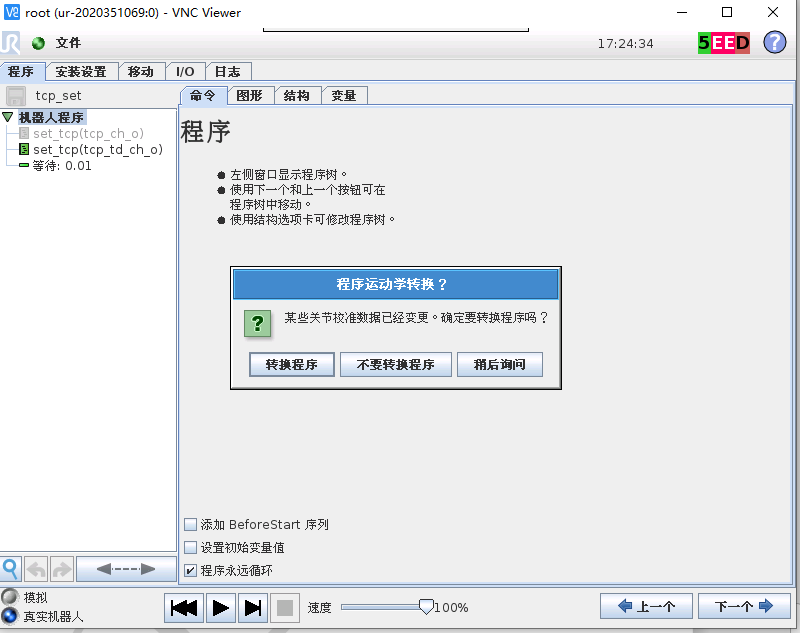 root (ur-2020351069:0) - VNC Viewer
文件
17:24:34
5EED
?
程序 安装设置 移动 I/O 日志
tcp_set
命令 图形 结构 变量
机器人程序
set_tcp(tcp_ch_o)
set_tcp(tcp_td_ch_o)
等待: 0.01
程序
左侧窗口显示程序树。
使用下一个和上一个按钮可在
程序树中移动。
使用结构选项卡可修改程序树。
程序运动学转换？
?
某些关节校准数据已经变更。确定要转换程序吗？
转换程序 不要转换程序 稍后询问
添加 BeforeStart 序列
设置初始变量值
程序永远循环
模拟
真实机器人
速度
100%
上一个 下一个